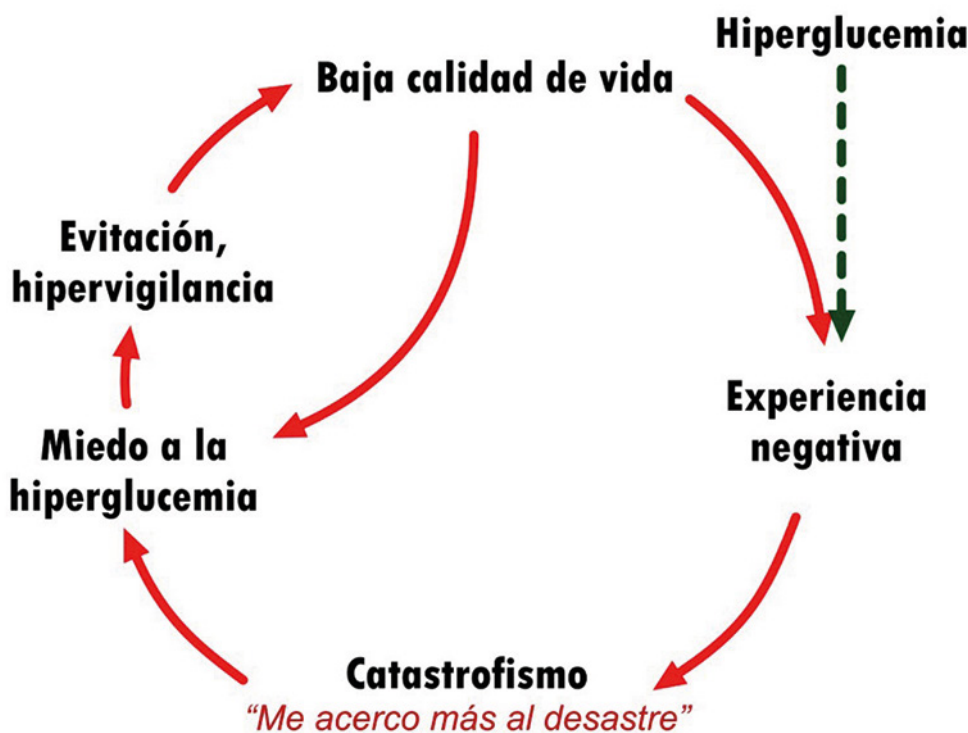 Hiperglucemia
Baja calidad de vida
Evitación,
hipervigilancia
Experiencia
negativa
Miedo a la
hiperglucemia
Catastrofismo
“Me acerco más al desastre”